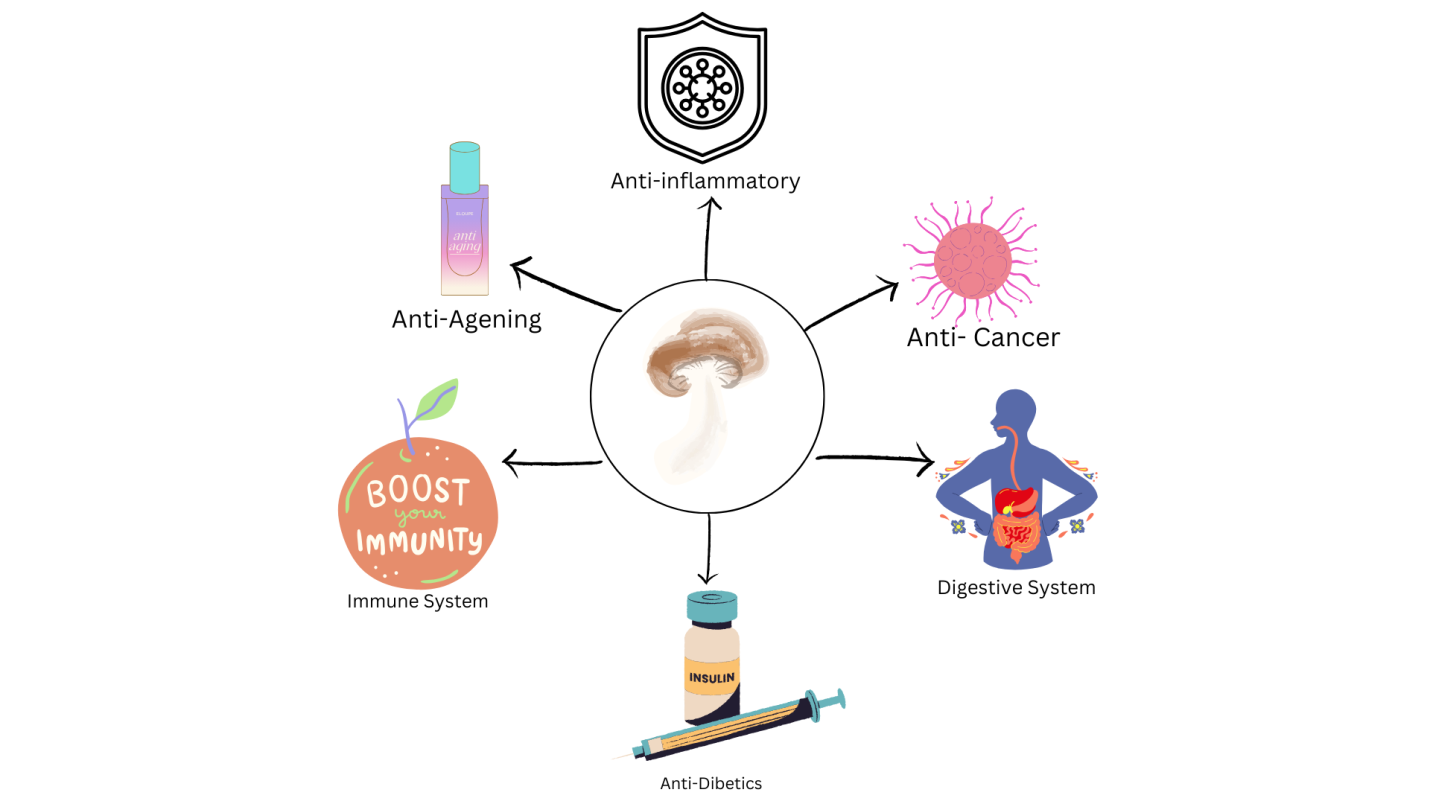 Anti-inflammatory
anti
aging
Anti-Agening
Anti- Cancer
BOOST
your
IMMUNITY
Immune System
Digestive System
INSULIN
Anti-Dibetics